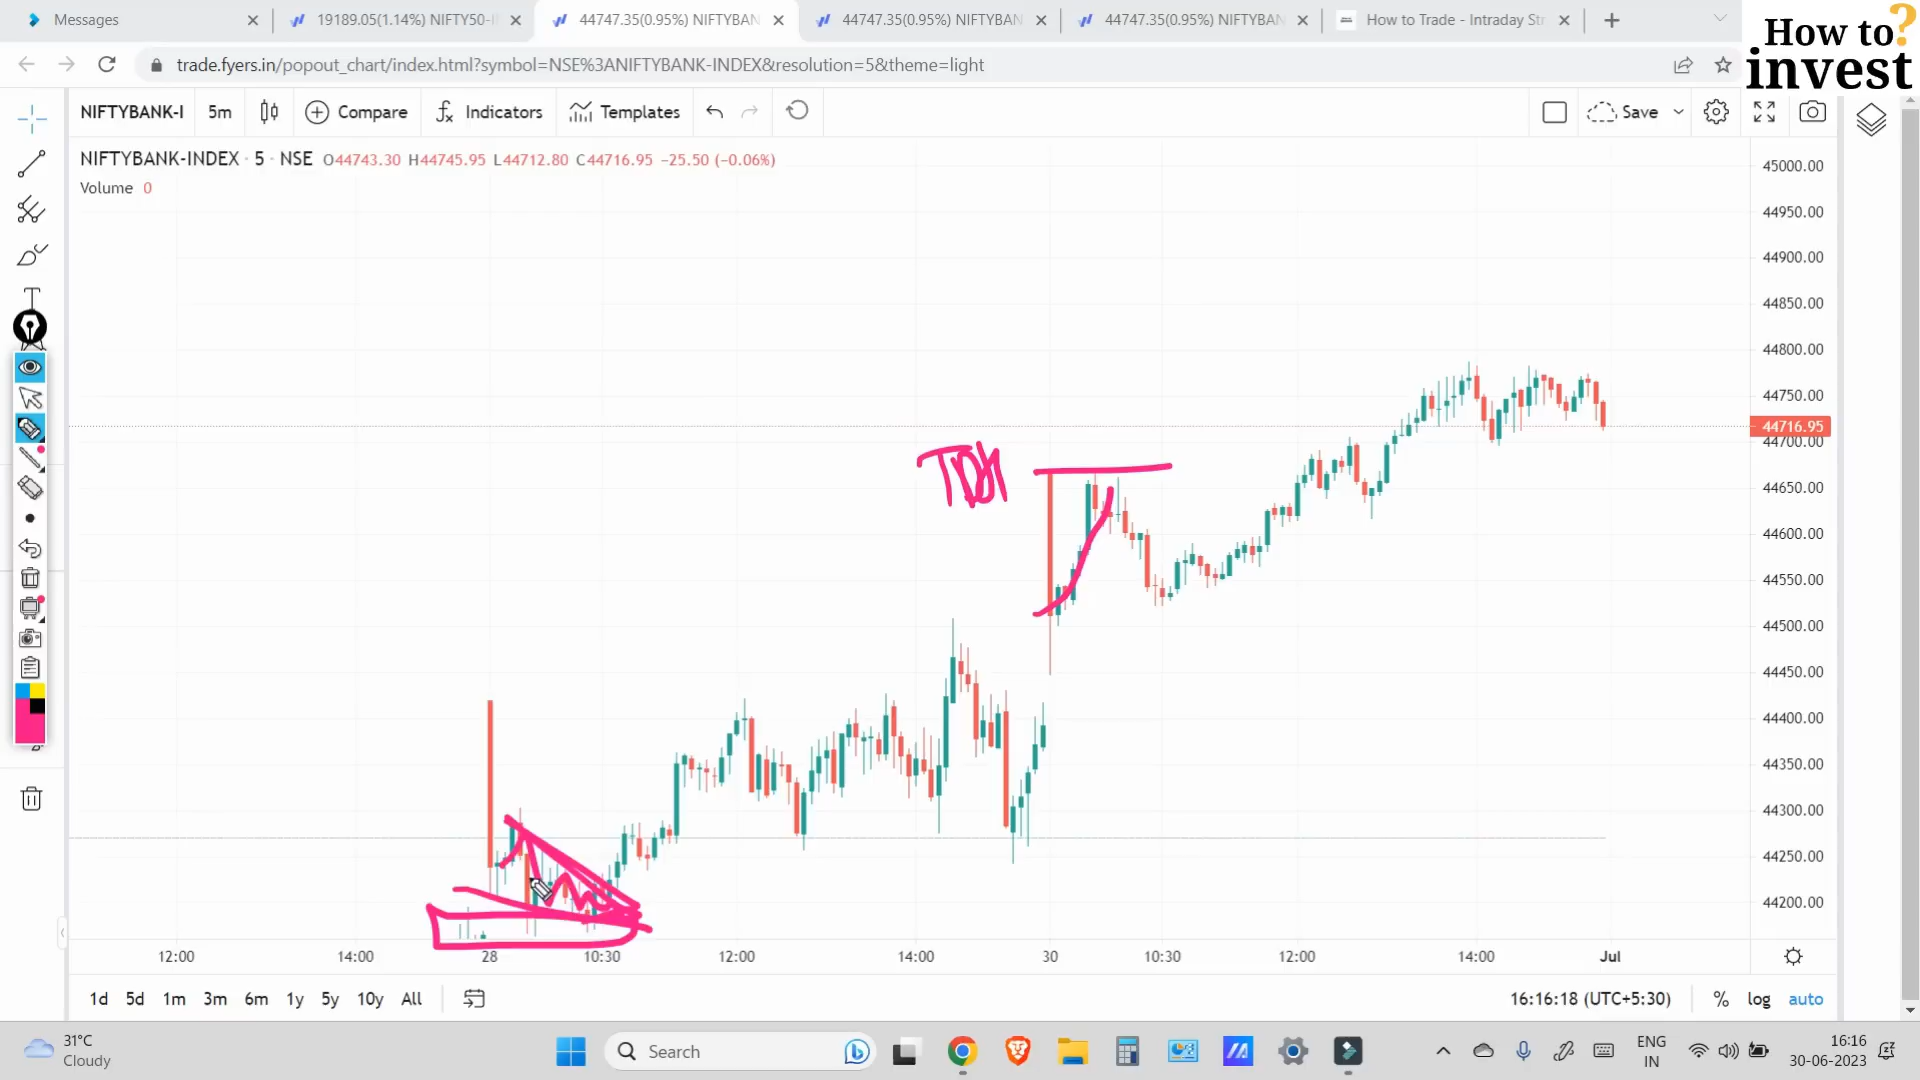 Messages
19189.05(1.14%) NIFTY50-I
44747.35(0.95%) NIFTYBAN
44747.35(0.95%) NIFTYBAN
44747.35(0.95%) NIFTYBAN
How to Trade - Intraday Str
How to?
invest
trade.fyers.in/popout_chart/index.html?symbol=NSE%3ANIFTYBANK-INDEX&resolution=5&theme=light
NIFTYBANK-I
5m
Compare
Indicators
Templates
Save
NIFTYBANK-INDEX · 5 · NSE O44743.30 H44745.95 L44712.80 C44716.95 −25.50 (−0.06%)
Volume 0
45000.00
44950.00
44900.00
44850.00
44800.00
44750.00
44716.95
44700.00
44650.00
44600.00
44550.00
44500.00
44450.00
44400.00
44350.00
44300.00
44250.00
44200.00
12:00 14:00 28 10:30 12:00 14:00 30 10:30 12:00 14:00 Jul
1d 5d 1m 3m 6m 1y 5y 10y All
16:16:18 (UTC+5:30) % log auto
31°C
Cloudy
Search
ENG
IN
16:16
30-06-2023